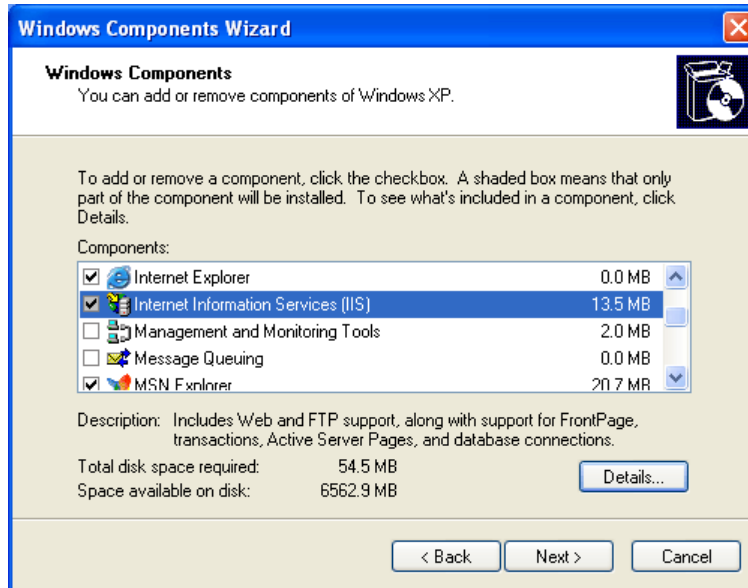 Windows Components Wizard
Windows Components
You can add or remove components of Windows XP.
To add or remove a component, click the checkbox. A shaded box means that only
part of the component will be installed. To see what's included in a component, click
Details.
Components:
Internet Explorer 0.0 MB
Internet Information Services (IIS) 13.5 MB
Management and Monitoring Tools 2.0 MB
Message Queuing 0.0 MB
MSN Explorer 20.7 MB
Description: Includes Web and FTP support, along with support for FrontPage,
transactions, Active Server Pages, and database connections.
Total disk space required: 54.5 MB
Space available on disk: 6562.9 MB
Details...
< Back Next > Cancel